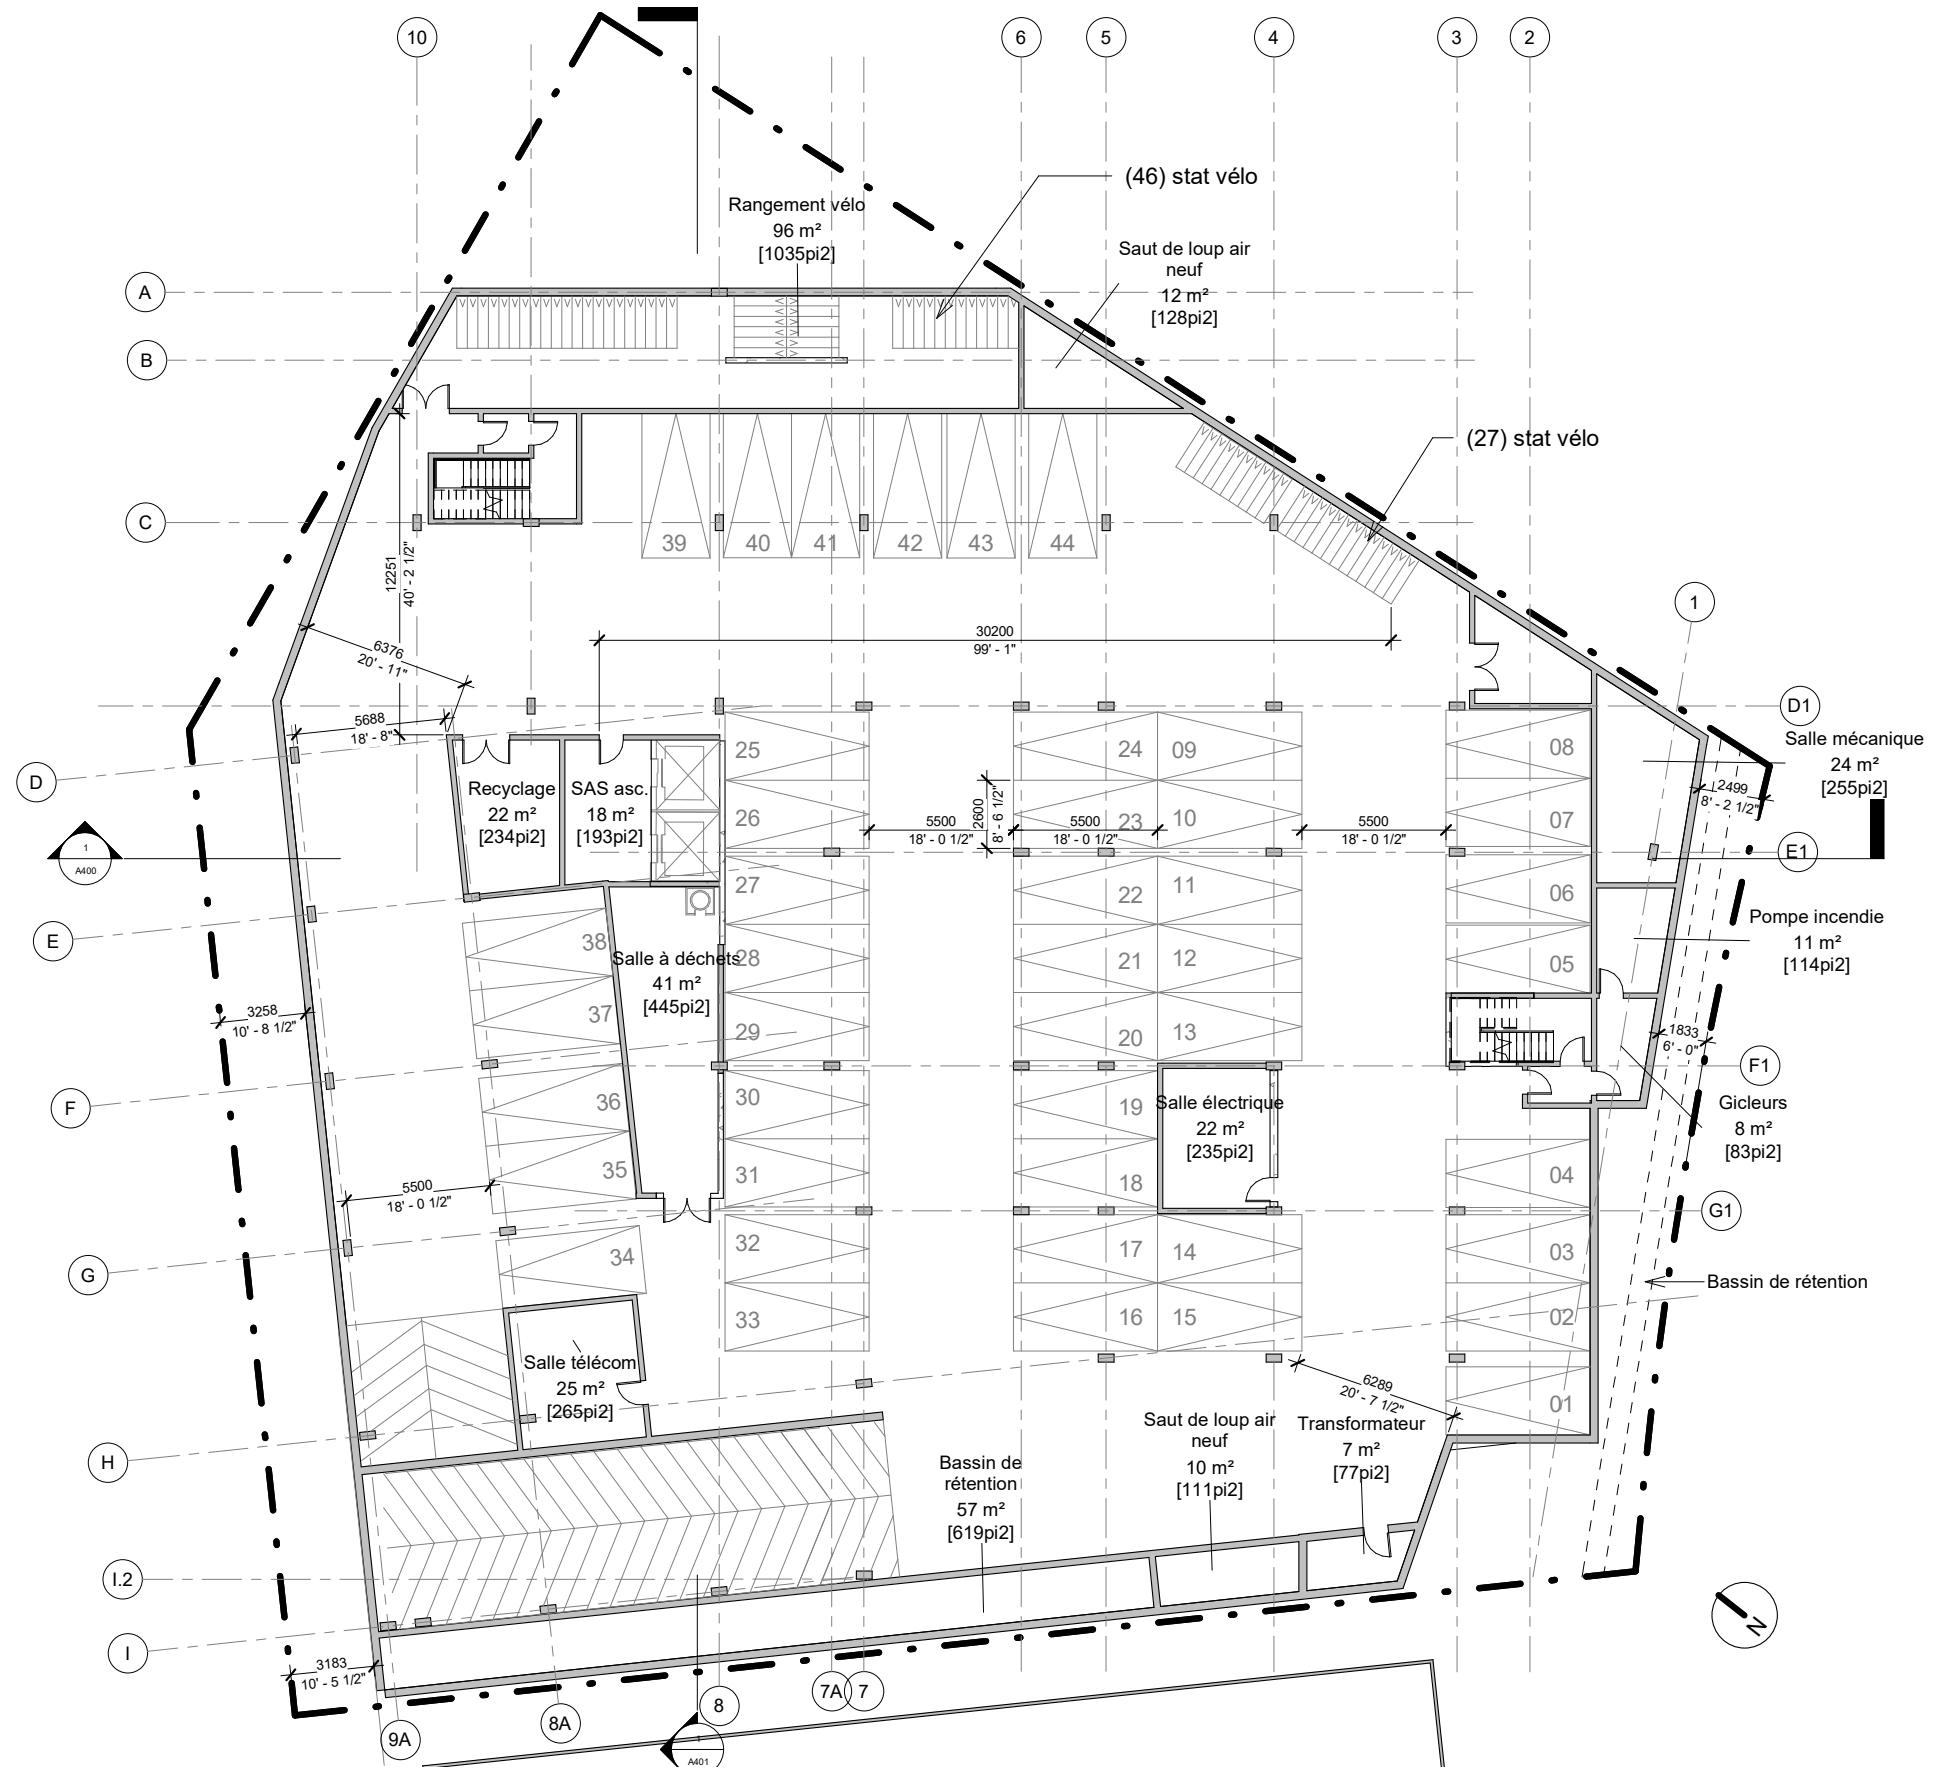 10
6
5
4
3
2
(46) stat vélo
Rangement vélo
96 m²
[1035pi2]
Saut de loup air
neuf
12 m²
[128pi2]
A
B
(27) stat vélo
C
39
40
41
42
43
44
12251
40' - 2 1/2"
1
30200
99' - 1"
6376
20' - 11"
5688
18' - 8"
D1
D
Salle mécanique
24 m²
[255pi2]
2499
8' - 2 1/2"
Recyclage
22 m²
[234pi2]
SAS asc.
18 m²
[193pi2]
25
24
09
08
26
23
10
07
2600
8' - 6 1/2"
5500
18' - 0 1/2"
5500
18' - 0 1/2"
5500
18' - 0 1/2"
1
A400
E1
27
22
11
06
E
Pompe incendie
11 m²
[114pi2]
38
Salle à déchets
41 m²
[445pi2]
28
21
12
05
37
3258
10' - 8 1/2"
29
20
13
1833
6' - 0"
F1
F
36
30
19
Salle électrique
22 m²
[235pi2]
Gicleurs
8 m²
[83pi2]
35
31
18
04
5500
18' - 0 1/2"
G1
G
34
32
17
14
03
Bassin de rétention
33
16
15
02
Salle télécom
25 m²
[265pi2]
6289
20' - 7 1/2"
01
H
Bassin de
rétention
57 m²
[619pi2]
Saut de loup air
neuf
10 m²
[111pi2]
Transformateur
7 m²
[77pi2]
I.2
I
N
3183
10' - 5 1/2"
9A
8A
8
7A
7
1
A401